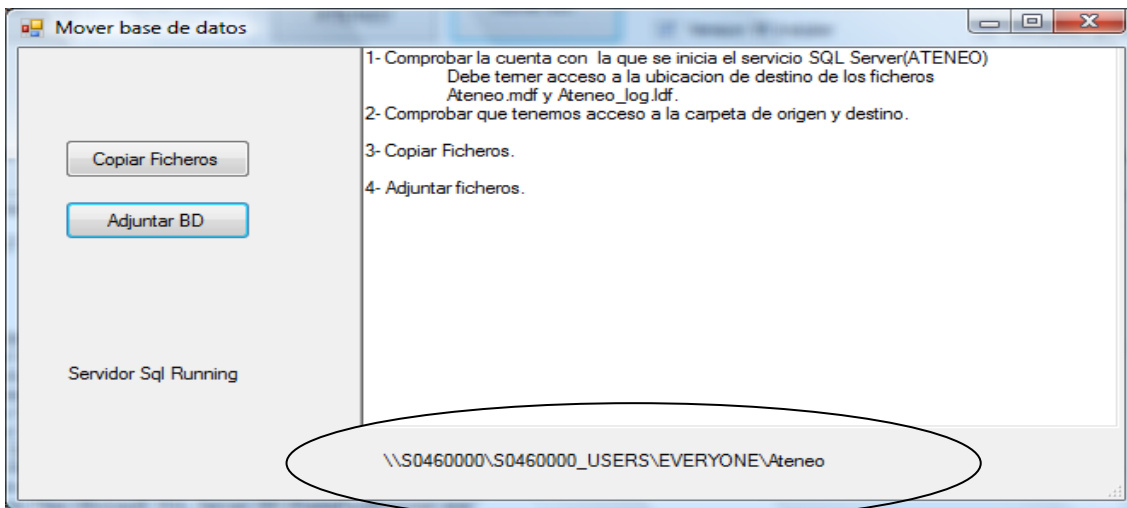 Mover base de datos
1- Comprobar la cuenta con la que se inicia el servicio SQL Server(ATENEO)
Debe temer acceso a la ubicacion de destino de los ficheros
Ateneo.mdf y Ateneo_log.ldf.
2- Comprobar que tenemos acceso a la carpeta de origen y destino.
3- Copiar Ficheros.
4- Adjuntar ficheros.
Copiar Ficheros
Adjuntar BD
Servidor Sql Running
\\S0460000\S0460000_USERS\EVERYONE\Ateneo